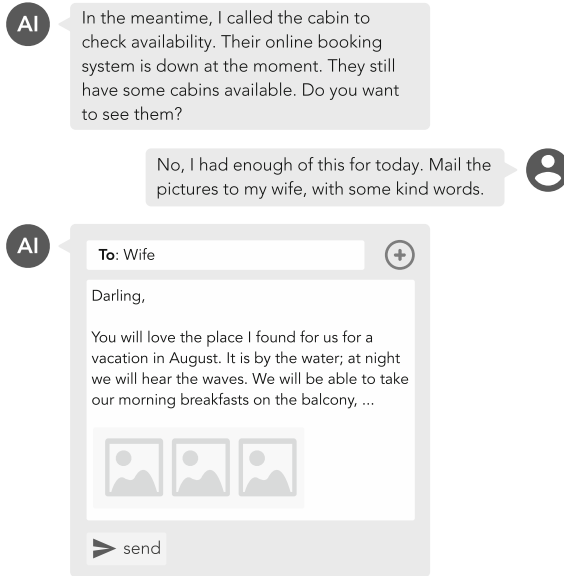 AI
In the meantime, I called the cabin to
check availability. Their online booking
system is down at the moment. They still
have some cabins available. Do you want
to see them?
No, I had enough of this for today. Mail the
pictures to my wife, with some kind words.
AI
To: Wife
Darling,
You will love the place I found for us for a
vacation in August. It is by the water; at night
we will hear the waves. We will be able to take
our morning breakfasts on the balcony, ...
send